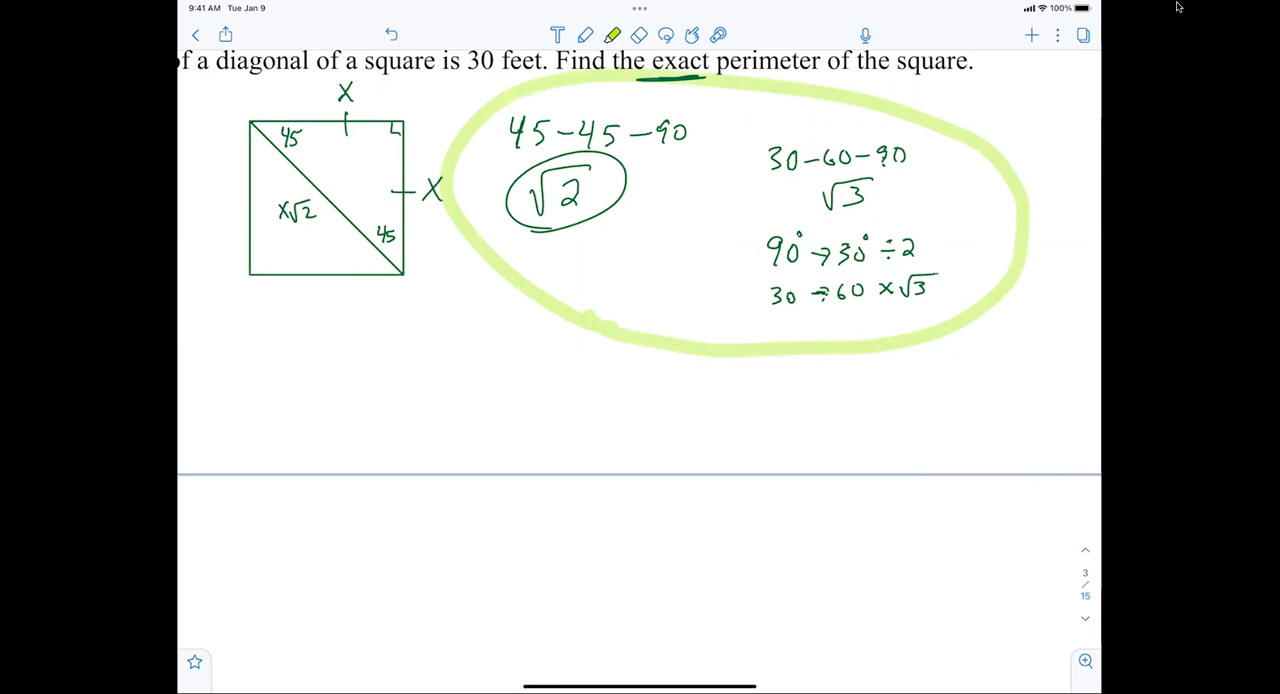 9:41 AM Tue Jan 9
100%
of a diagonal of a square is 30 feet. Find the exact perimeter of the square.
X
45
X
X√2
45
45-45-90
√2
30-60-90
√3
90° → 30° ÷2
30 → 60 ×√3
3
/
15